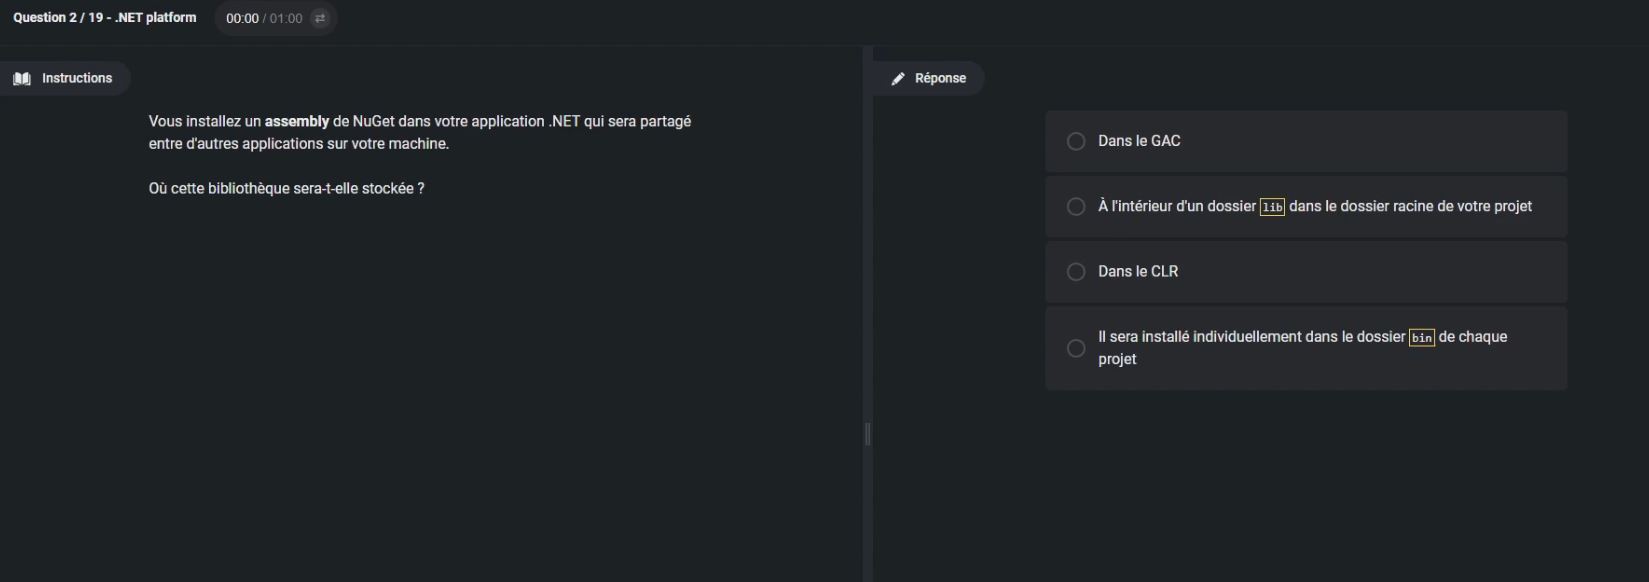 Question 2 / 19 - .NET platform
00:00 / 01:00
Instructions
Vous installez un assembly de NuGet dans votre application .NET qui sera partagé
entre d'autres applications sur votre machine.
Où cette bibliothèque sera-t-elle stockée ?
Réponse
Dans le GAC
À l'intérieur d'un dossier lib dans le dossier racine de votre projet
Dans le CLR
Il sera installé individuellement dans le dossier bin de chaque
projet